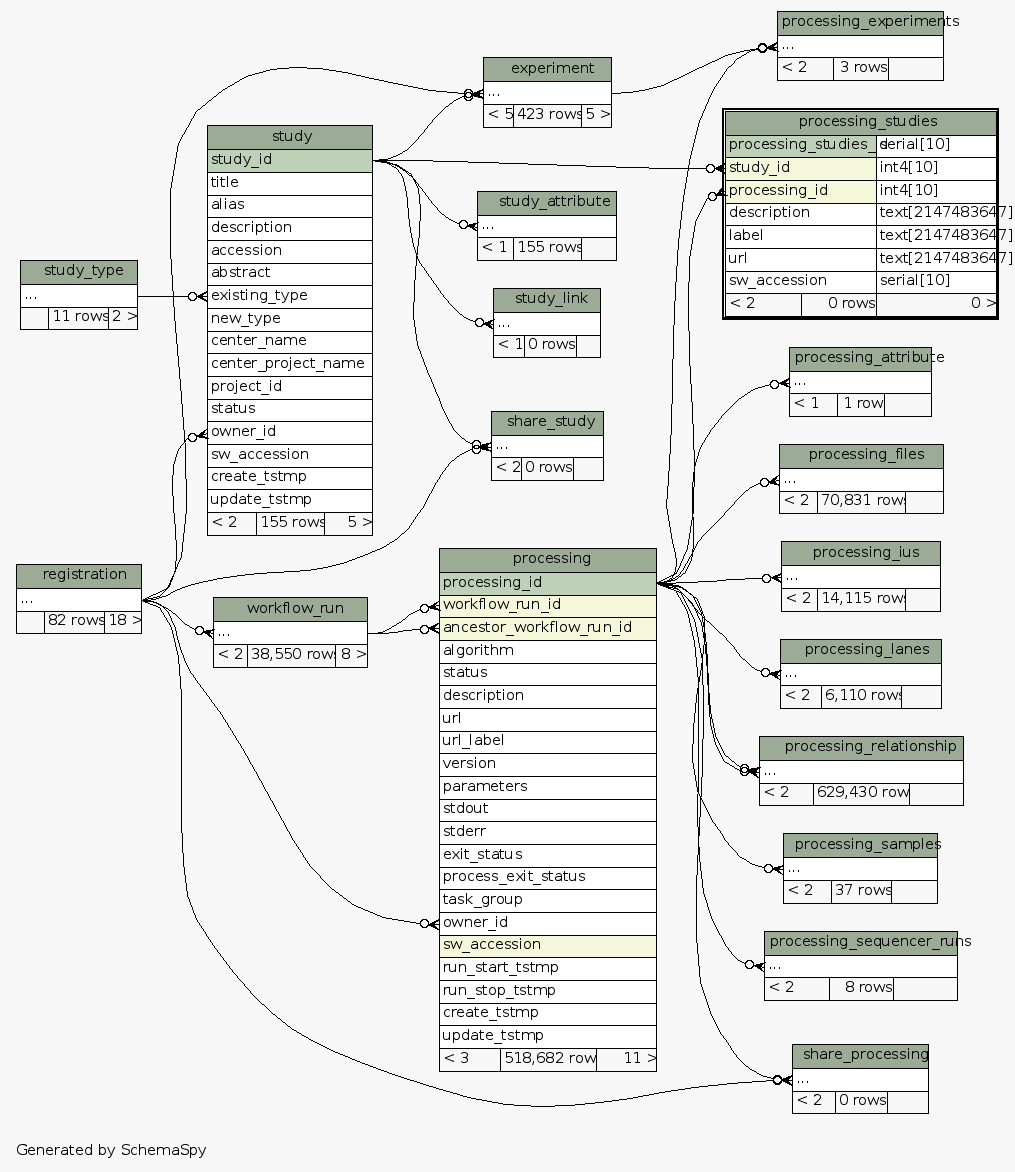 processing_experiments
...
< 2 3 rows
experiment
...
< 5 423 rows 5 >
processing_studies
processing_studies_ serial[10]
study_id int4[10]
processing_id int4[10]
description text[2147483647]
label text[2147483647]
url text[2147483647]
sw_accession serial[10]
< 2 0 rows 0 >
study
study_id
title
alias
description
accession
abstract
existing_type
new_type
center_name
center_project_name
project_id
status
owner_id
sw_accession
create_tstmp
update_tstmp
< 2 155 rows 5 >
study_attribute
...
< 1 155 rows
study_type
...
11 rows 2 >
study_link
...
< 1 0 rows
share_study
...
< 2 0 rows
processing_attribute
...
< 1 1 row
processing_files
...
< 2 70,831 rows
processing_ius
...
< 2 14,115 rows
registration
...
82 rows 18 >
workflow_run
...
< 2 38,550 rows 8 >
processing
processing_id
workflow_run_id
ancestor_workflow_run_id
algorithm
status
description
url
url_label
version
parameters
stdout
stderr
exit_status
process_exit_status
task_group
owner_id
sw_accession
run_start_tstmp
run_stop_tstmp
create_tstmp
update_tstmp
< 3 518,682 row 11 >
processing_lanes
...
< 2 6,110 rows
processing_relationship
...
< 2 629,430 row
processing_samples
...
< 2 37 rows
processing_sequencer_runs
...
< 2 8 rows
share_processing
...
< 2 0 rows
Generated by SchemaSpy